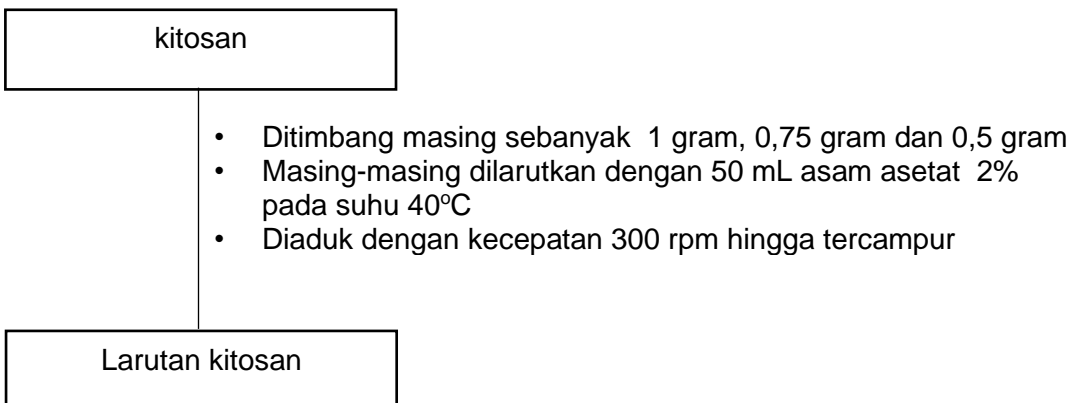 kitosan
• Ditimbang masing sebanyak 1 gram, 0,75 gram dan 0,5 gram
• Masing-masing dilarutkan dengan 50 mL asam asetat 2%
pada suhu 40ºC
• Diaduk dengan kecepatan 300 rpm hingga tercampur
Larutan kitosan